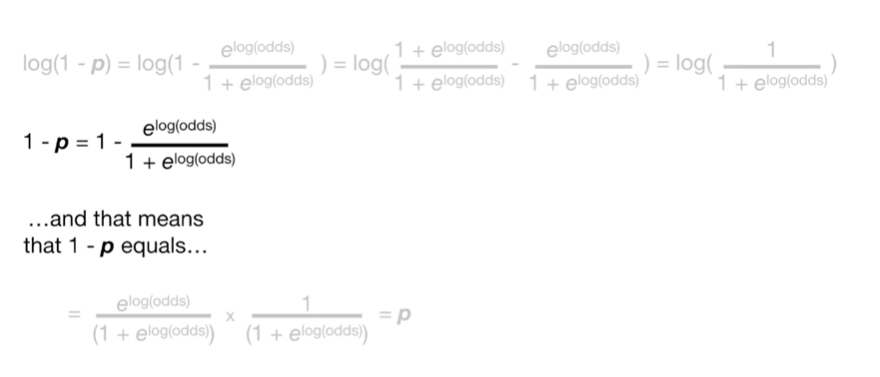 log(1 - p) = log(1 - e^log(odds) / 1 + e^log(odds) ) = log( 1 + e^log(odds) / 1 + e^log(odds) - e^log(odds) / 1 + e^log(odds) ) = log( 1 / 1 + e^log(odds) )
1 - p = 1 - e^log(odds) / 1 + e^log(odds)
…and that means
that 1 - p equals…
= e^log(odds) / (1 + e^log(odds)) x 1 / (1 + e^log(odds)) = p